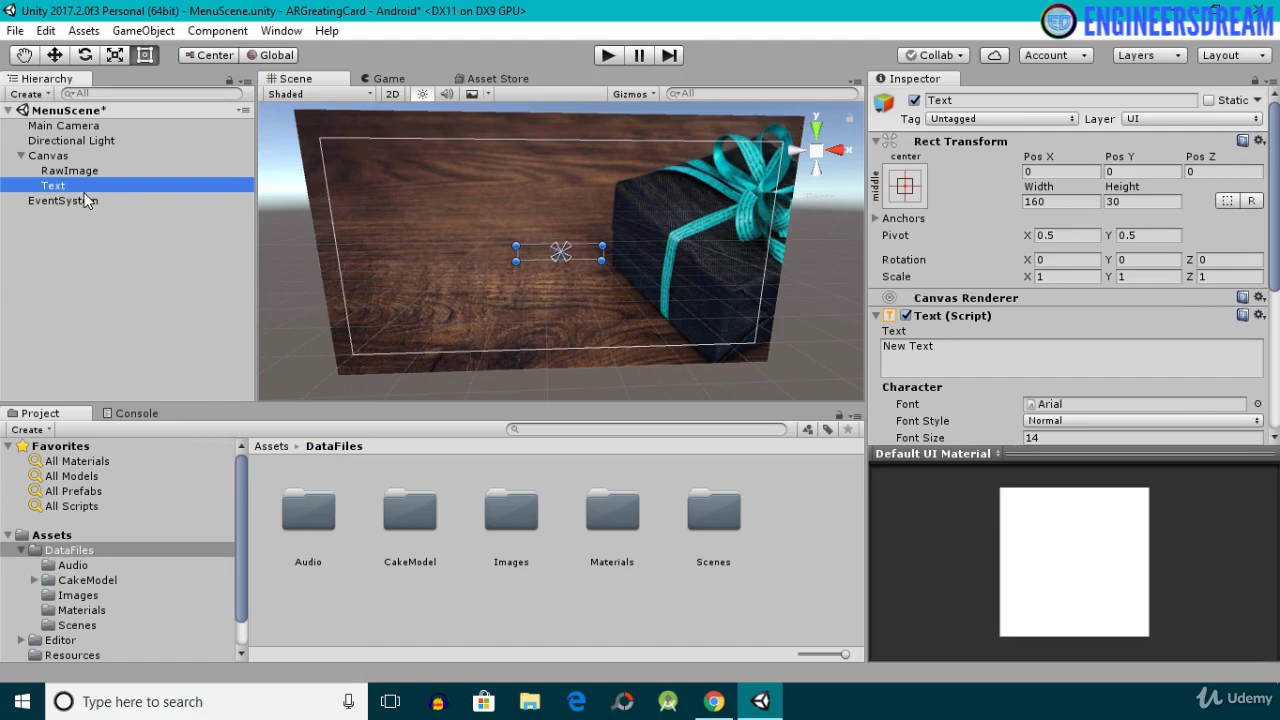 Unity 2017.2.0f3 Personal (64bit) - MenuScene.unity - ARGreatingCard - Android* <DX11 on DX9 GPU>
ENGINEERSDREAM
File Edit Assets GameObject Component Window Help
Center Global Collab Account Layers Layout
Hierarchy Scene Game Asset Store Inspector
Create All Shaded 2D Gizmos All Text Static
MenuScene*
Tag Untagged Layer UI
Main Camera
Directional Light
Canvas
RawImage
Text
EventSystem
y
x
Persp
Rect Transform
center Pos X Pos Y Pos Z
middle 0 0 0
Width Height
160 30 R
Anchors
Pivot X 0.5 Y 0.5
Rotation X 0 Y 0 Z 0
Scale X 1 Y 1 Z 1
Canvas Renderer
Text (Script)
Text
New Text
Character
Font Arial
Font Style Normal
Font Size 14
Default UI Material
Project Console
Create
Favorites
All Materials
All Models
All Prefabs
All Scripts
Assets
DataFiles
Audio
CakeModel
Images
Materials
Scenes
Editor
Resources
Assets DataFiles
Audio CakeModel Images Materials Scenes
Type here to search
Udemy